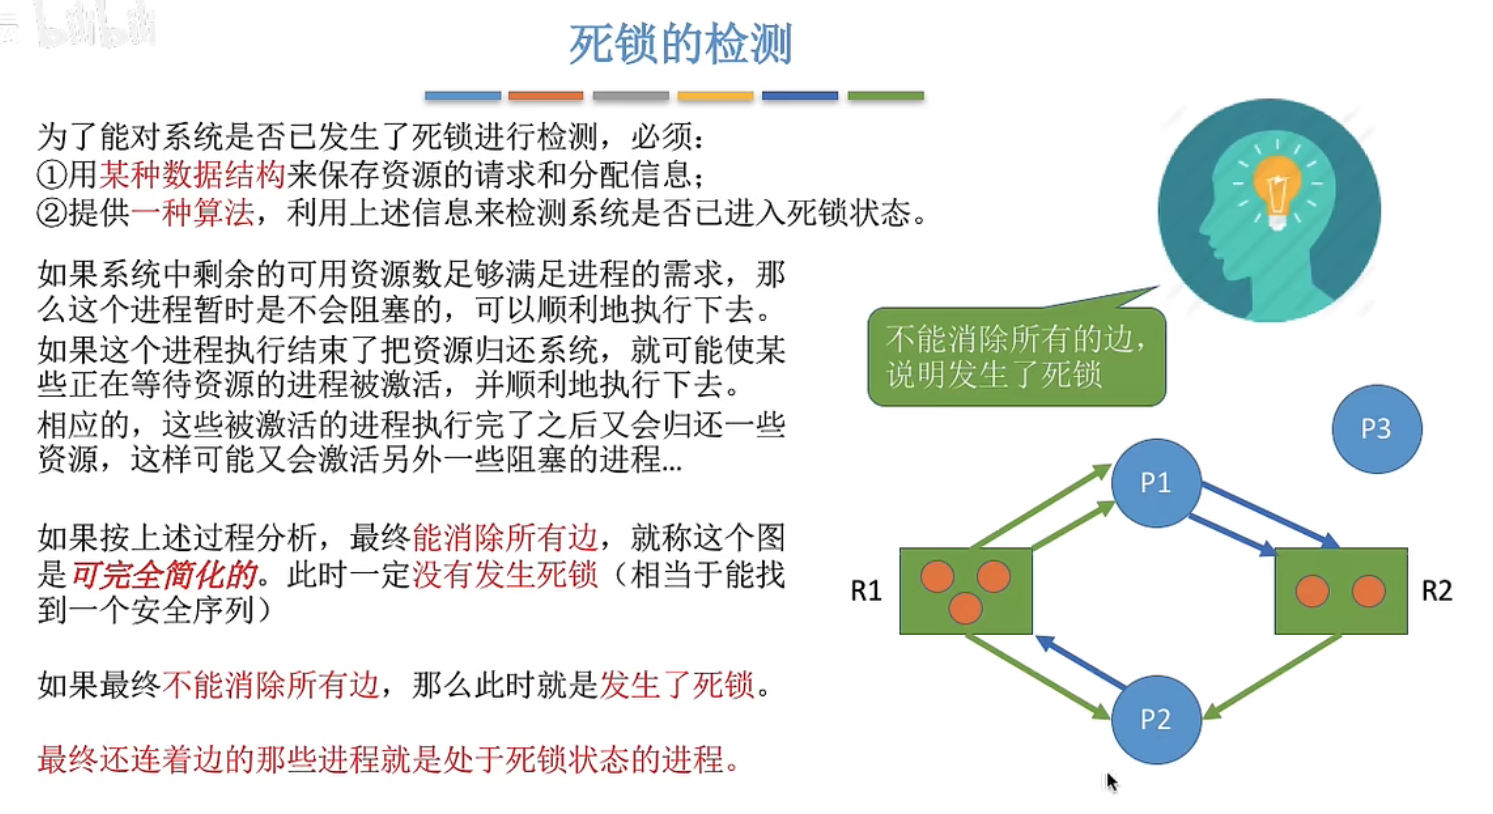 死锁的检测
为了能对系统是否已发生了死锁进行检测，必须：
①用某种数据结构来保存资源的请求和分配信息；
②提供一种算法，利用上述信息来检测系统是否已进入死锁状态。
如果系统中剩余的可用资源数足够满足进程的需求，那
么这个进程暂时是不会阻塞的，可以顺利地执行下去。
如果这个进程执行结束了把资源归还系统，就可能使某
些正在等待资源的进程被激活，并顺利地执行下去。
相应的，这些被激活的进程执行完了之后又会归还一些
资源，这样可能又会激活另外一些阻塞的进程...
如果按上述过程分析，最终能消除所有边，就称这个图
是可完全简化的。此时一定没有发生死锁（相当于能找
到一个安全序列）
如果最终不能消除所有边，那么此时就是发生了死锁。
最终还连着边的那些进程就是处于死锁状态的进程。
不能消除所有的边，
说明发生了死锁
P3
P1
R1
R2
P2